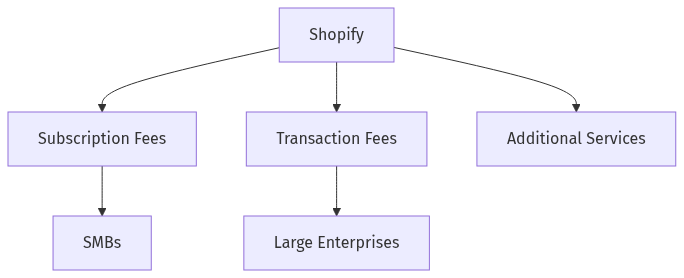 Shopify
Subscription Fees
Transaction Fees
Additional Services
SMBs
Large Enterprises